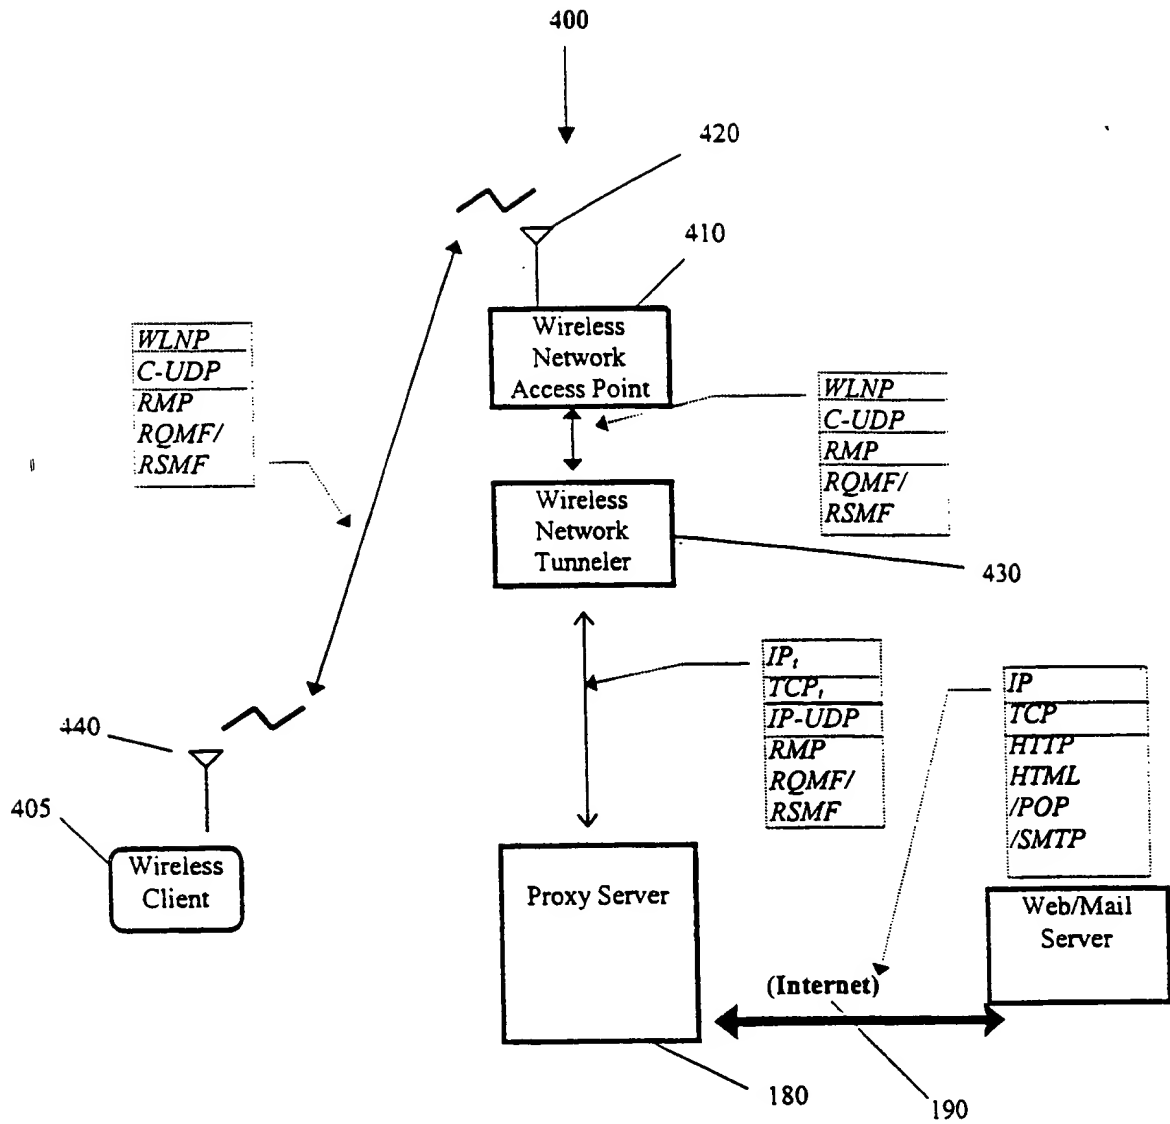 400
420
410
Wireless
Network
Access Point
WLNP
C-UDP
RMP
RQMF/
RSMF
WLNP
C-UDP
RMP
RQMF/
RSMF
Wireless
Network
Tunneler
430
IPt
TCPt
IP-UDP
RMP
RQMF/
RSMF
IP
TCP
HTTP
HTML
/POP
/SMTP
440
405
Wireless
Client
Proxy Server
Web/Mail
Server
(Internet)
180
190